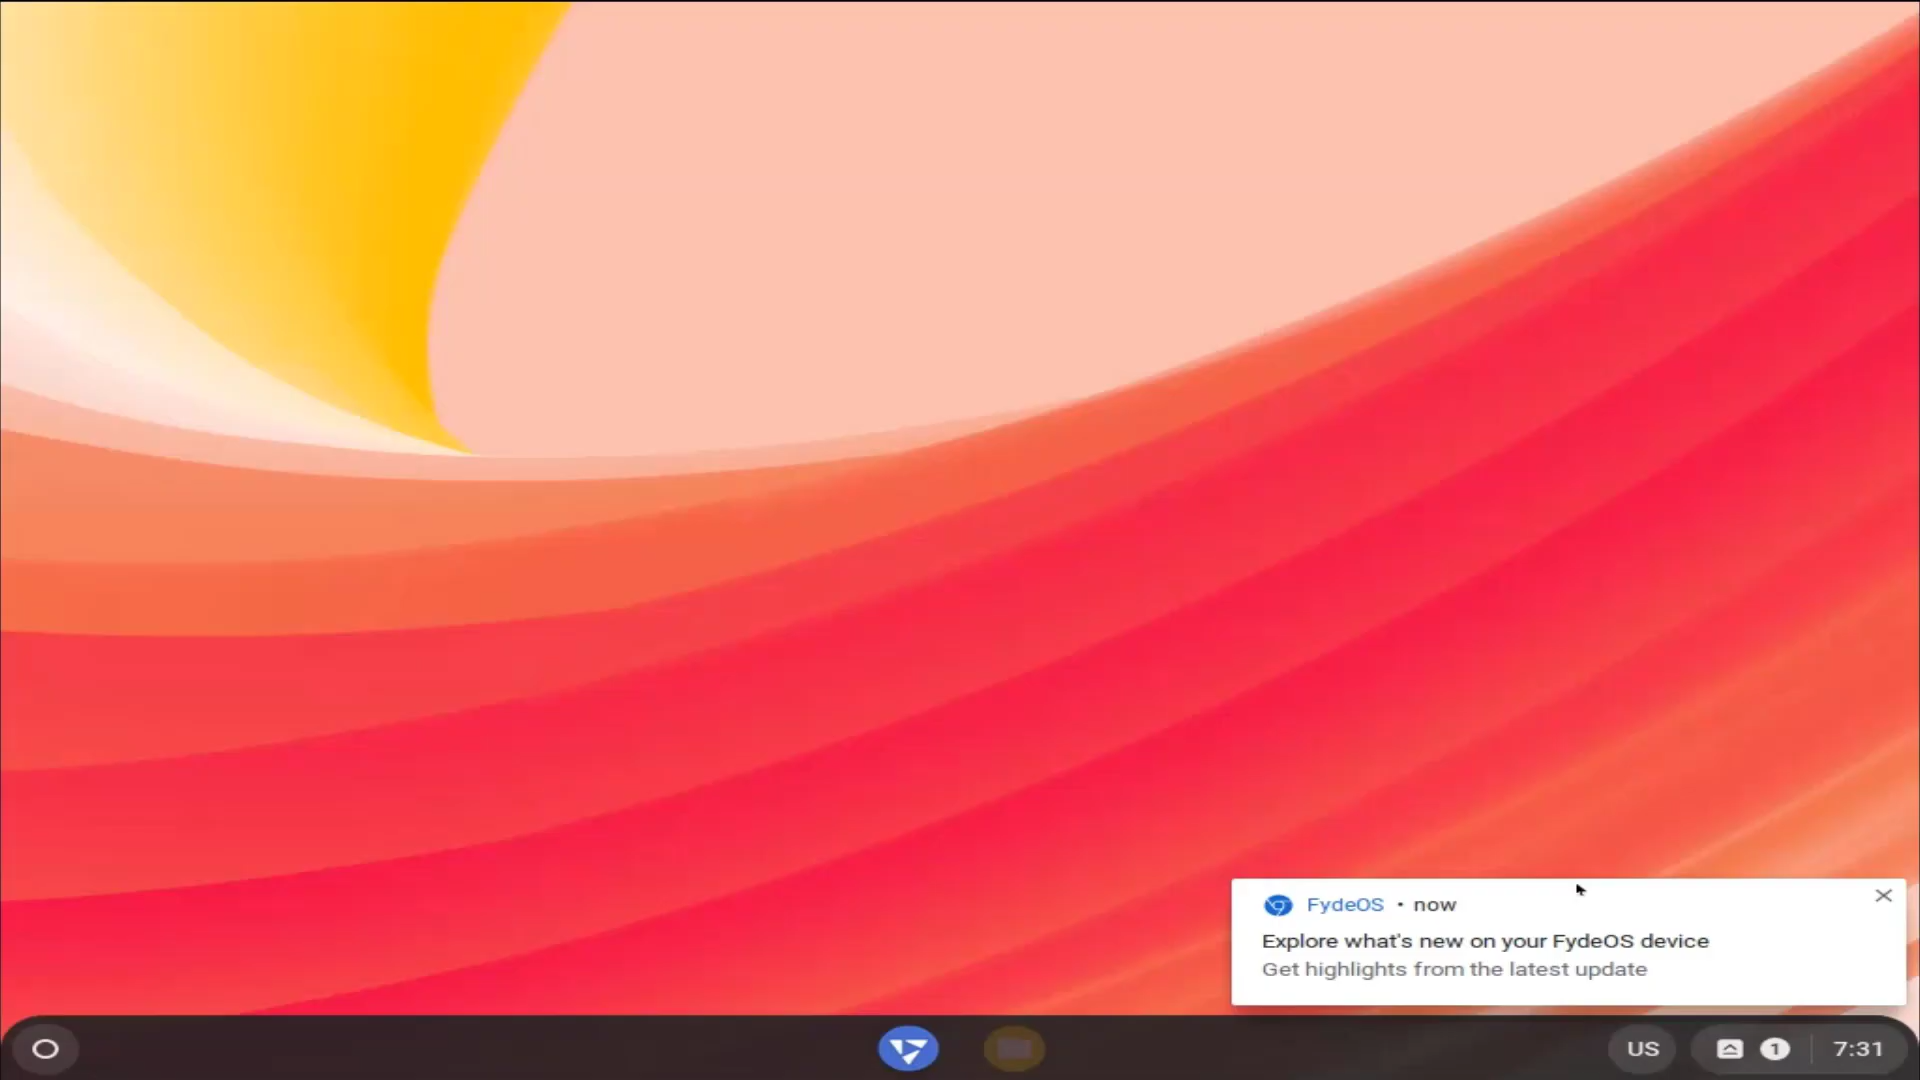 FydeOS • now
Explore what's new on your FydeOS device
Get highlights from the latest update
US 1 7:31